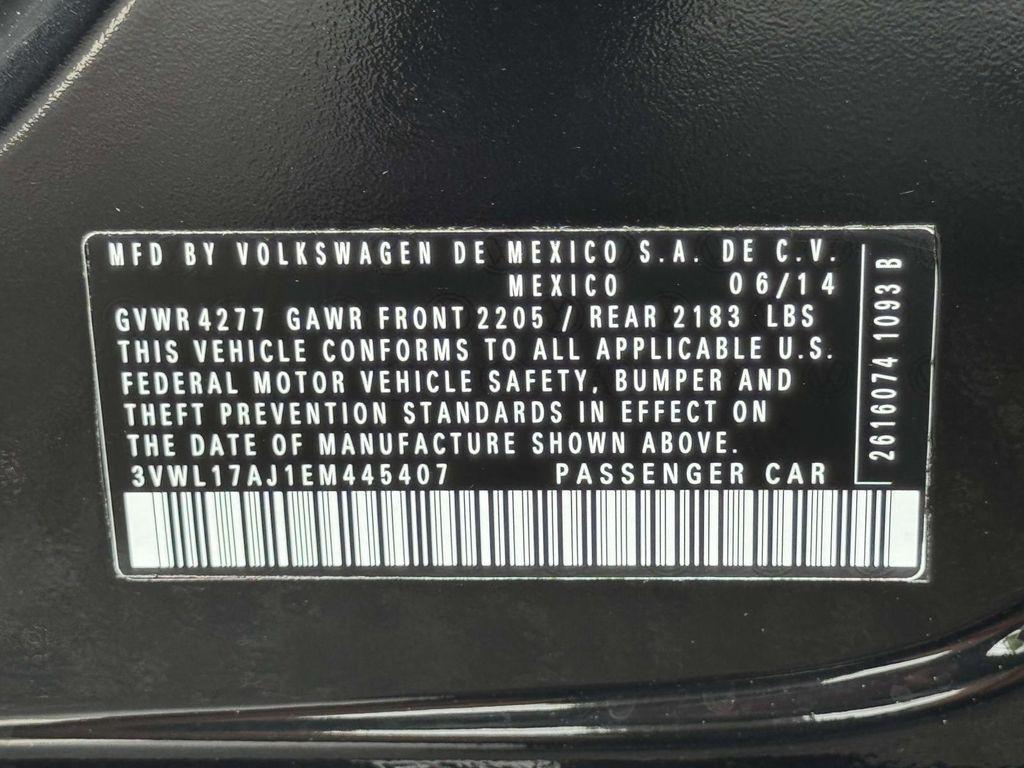 MFD BY VOLKSWAGEN DE MEXICO S.A. DE C.V.
MEXICO 06/14
GVWR 4277 GAWR FRONT 2205 / REAR 2183 LBS
THIS VEHICLE CONFORMS TO ALL APPLICABLE U.S.
FEDERAL MOTOR VEHICLE SAFETY, BUMPER AND
THEFT PREVENTION STANDARDS IN EFFECT ON
THE DATE OF MANUFACTURE SHOWN ABOVE.
3VWL17AJ1EM445407 PASSENGER CAR
2616074 1093 B